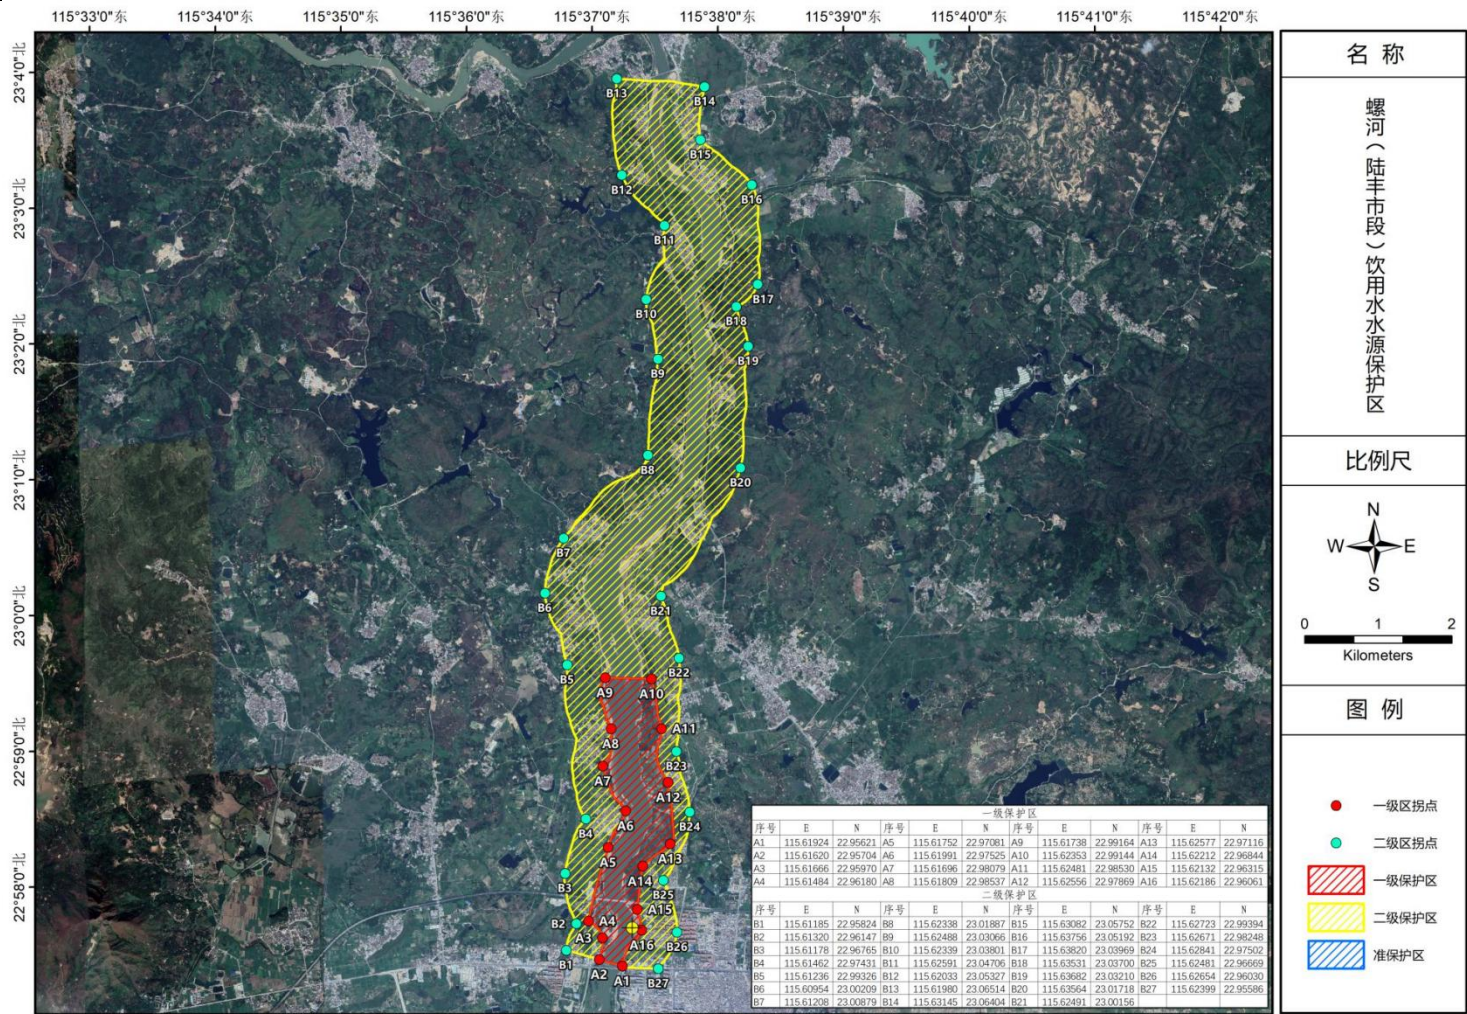 115°33'0"东 115°34'0"东 115°35'0"东 115°36'0"东 115°37'0"东 115°38'0"东 115°39'0"东 115°40'0"东 115°41'0"东 115°42'0"东
23°4'0"北
23°3'0"北
23°2'0"北
23°1'0"北
23°0'0"北
22°59'0"北
22°58'0"北
B13
B14
B15
B12
B16
B11
B17
B10
B18
B19
B9
B8
B20
B7
B6
B21
B5
B22
A9
A10
A8
A11
A7
B23
A12
A6
B4
B24
A5
A13
A14
B3
B25
A15
B2
A4
A3
A16
B26
B1
A2
A1
B27
一级保护区
序号 E N 序号 E N 序号 E N 序号 E N
A1 115.61924 22.95621 A5 115.61752 22.97081 A9 115.61738 22.99164 A13 115.62577 22.97116
A2 115.61620 22.95704 A6 115.61991 22.97525 A10 115.62353 22.99144 A14 115.62212 22.96844
A3 115.61666 22.95970 A7 115.61696 22.98079 A11 115.62481 22.98530 A15 115.62132 22.96315
A4 115.61484 22.96180 A8 115.61809 22.98537 A12 115.62556 22.97869 A16 115.62186 22.96061
二级保护区
序号 E N 序号 E N 序号 E N 序号 E N
B1 115.61185 22.95824 B8 115.62338 23.01887 B15 115.63082 23.05752 B22 115.62723 22.99394
B2 115.61320 22.96147 B9 115.62488 23.03066 B16 115.63756 23.05192 B23 115.62671 22.98248
B3 115.61178 22.96765 B10 115.62339 23.03801 B17 115.63820 23.03969 B24 115.62841 22.97502
B4 115.61462 22.97431 B11 115.62591 23.04706 B18 115.63531 23.03700 B25 115.62481 22.96669
B5 115.61236 22.99326 B12 115.62033 23.05327 B19 115.63682 23.03210 B26 115.62654 22.96030
B6 115.60954 23.00209 B13 115.61980 23.06514 B20 115.63564 23.01718 B27 115.62399 22.95586
B7 115.61208 23.00879 B14 115.63145 23.06404 B21 115.62491 23.00156
名 称
螺河（陆丰市段）饮用水水源保护区
比例尺
N
W E
S
0 1 2
Kilometers
图 例
一级区拐点
二级区拐点
一级保护区
二级保护区
准保护区